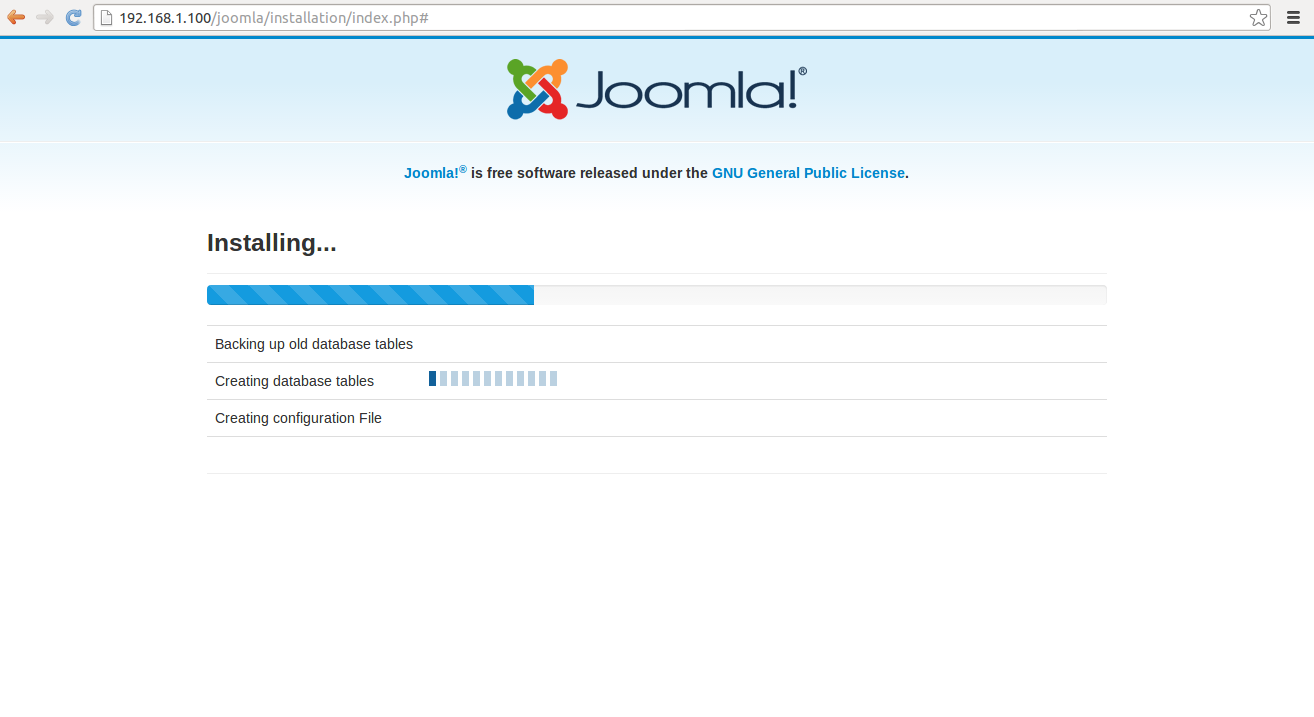 192.168.1.100/joomla/installation/index.php#
Joomla!®
Joomla!® is free software released under the GNU General Public License.
Installing...
Backing up old database tables
Creating database tables
Creating configuration File